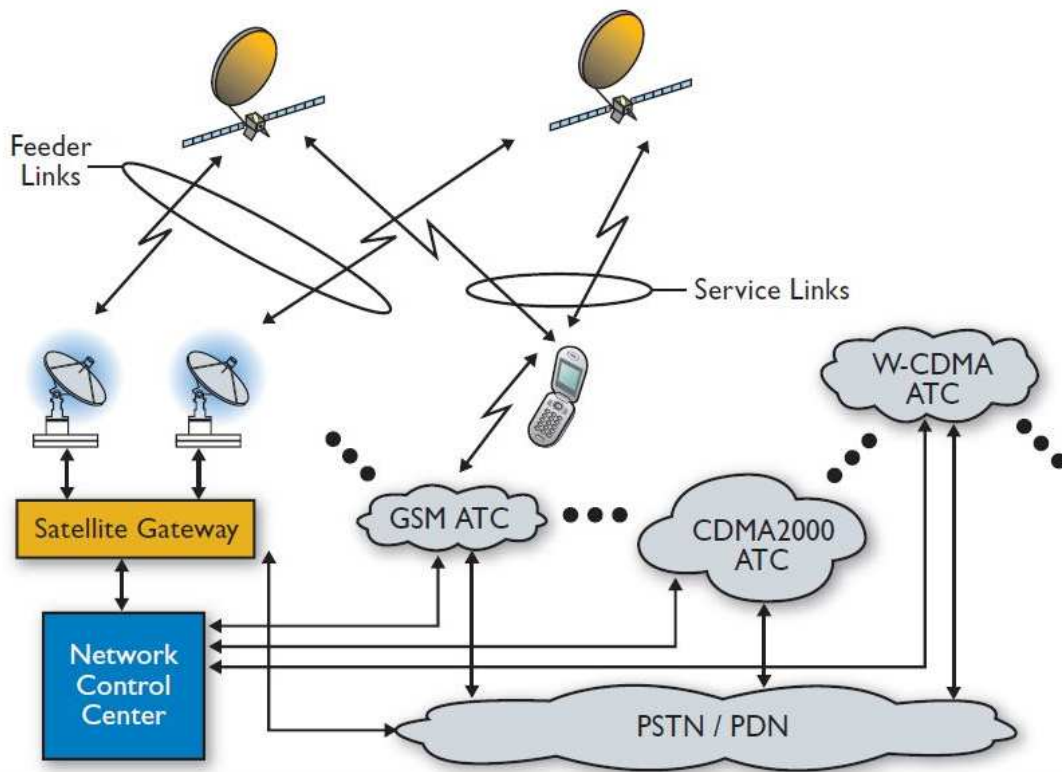 Feeder
Links
Service Links
W-CDMA
ATC
GSM ATC
CDMA2000
ATC
Satellite Gateway
Network
Control
Center
PSTN / PDN